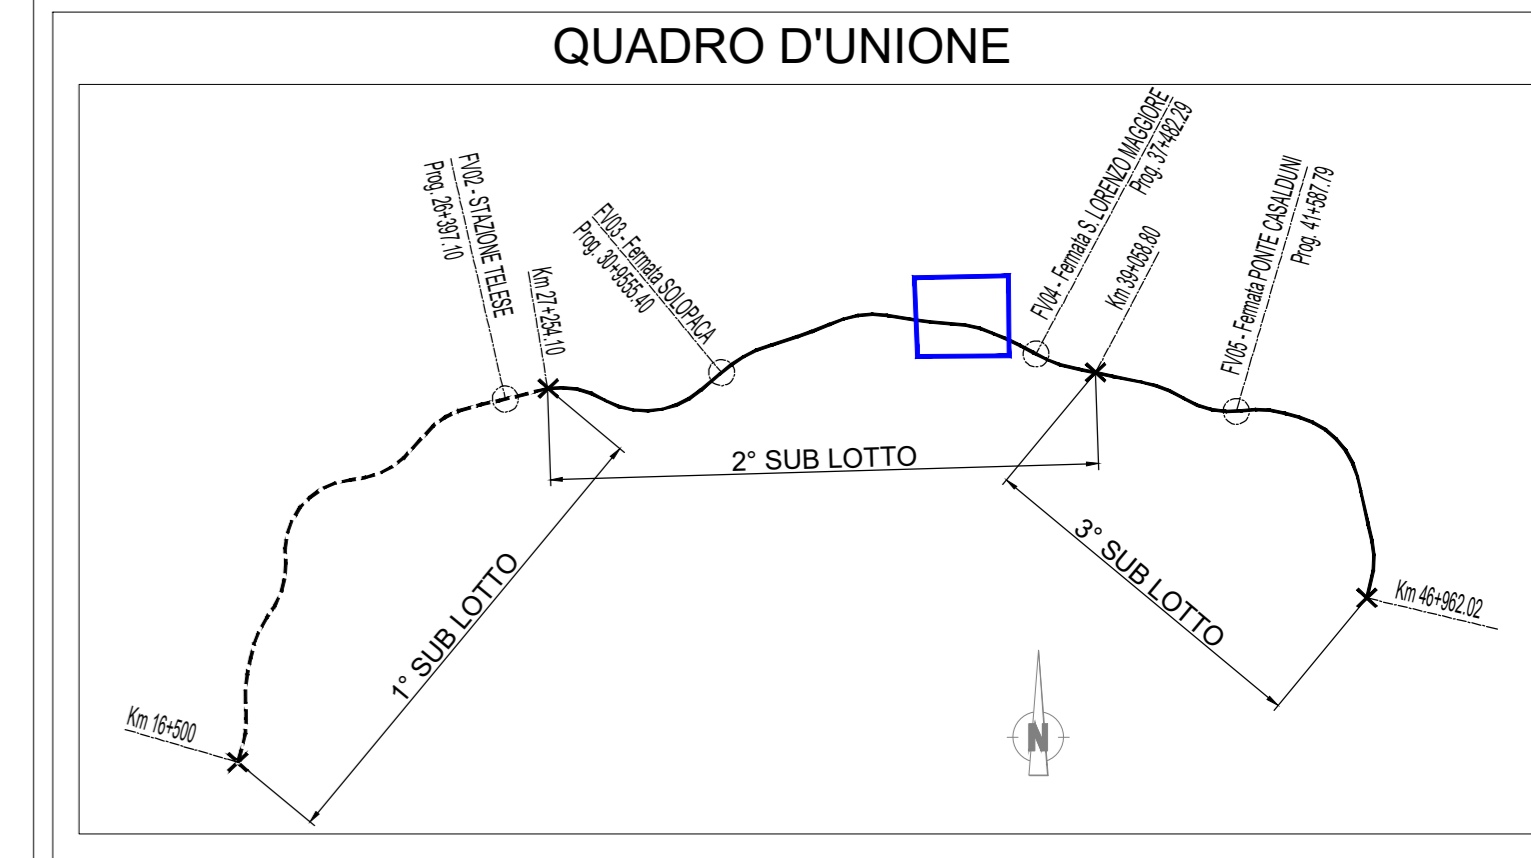 QUADRO D'UNIONE
FV02 - STAZIONE TELESE
Prog. 26+397.10
Km 27+254.10
FV03 - Fermata SOLOPACA
Prog. 30+9555.40
FV04 - Fermata S. LORENZO MAGGIORE
Prog. 37+482.29
Km 39+058.80
FV05 - Fermata PONTE CASALDUNI
Prog. 41+587.79
2° SUB LOTTO
1° SUB LOTTO
3° SUB LOTTO
Km 46+962.02
Km 16+500
N